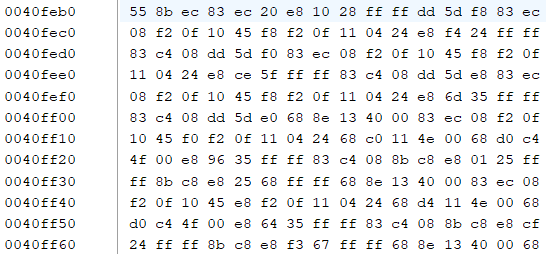 0040feb0 55 8b ec 83 ec 20 e8 10 28 ff ff dd 5d f8 83 ec
0040fec0 08 f2 0f 10 45 f8 f2 0f 11 04 24 e8 f4 24 ff ff
0040fed0 83 c4 08 dd 5d f0 83 ec 08 f2 0f 10 45 f8 f2 0f
0040fee0 11 04 24 e8 ce 5f ff ff 83 c4 08 dd 5d e8 83 ec
0040fef0 08 f2 0f 10 45 f8 f2 0f 11 04 24 e8 6d 35 ff ff
0040ff00 83 c4 08 dd 5d e0 68 8e 13 40 00 83 ec 08 f2 0f
0040ff10 10 45 f0 f2 0f 11 04 24 68 c0 11 4e 00 68 d0 c4
0040ff20 4f 00 e8 96 35 ff ff 83 c4 08 8b c8 e8 01 25 ff
0040ff30 ff 8b c8 e8 25 68 ff ff 68 8e 13 40 00 83 ec 08
0040ff40 f2 0f 10 45 e8 f2 0f 11 04 24 68 d4 11 4e 00 68
0040ff50 d0 c4 4f 00 e8 64 35 ff ff 83 c4 08 8b c8 e8 cf
0040ff60 24 ff ff 8b c8 e8 f3 67 ff ff 68 8e 13 40 00 68